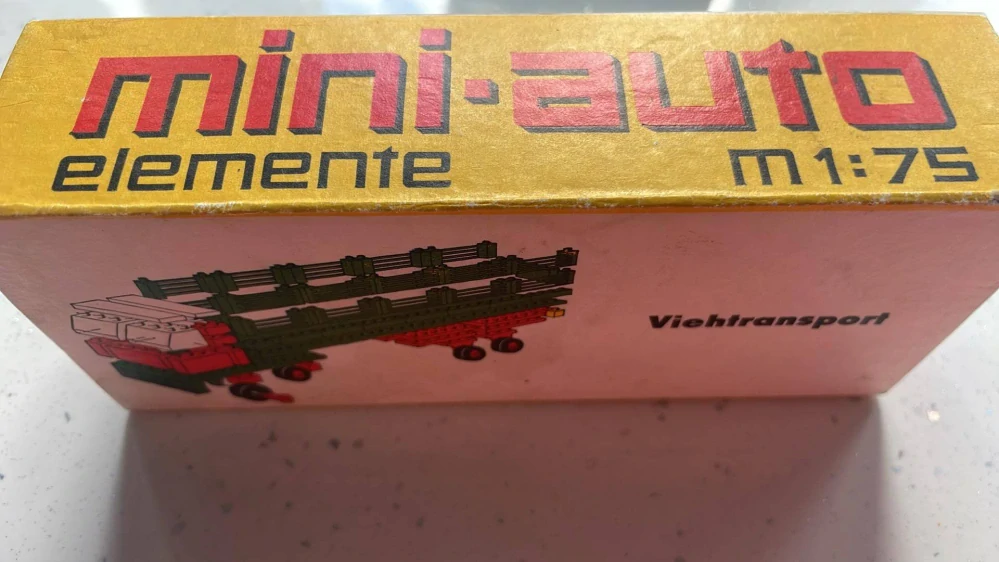 mini-auto
elemente m 1:75
Viehtransport